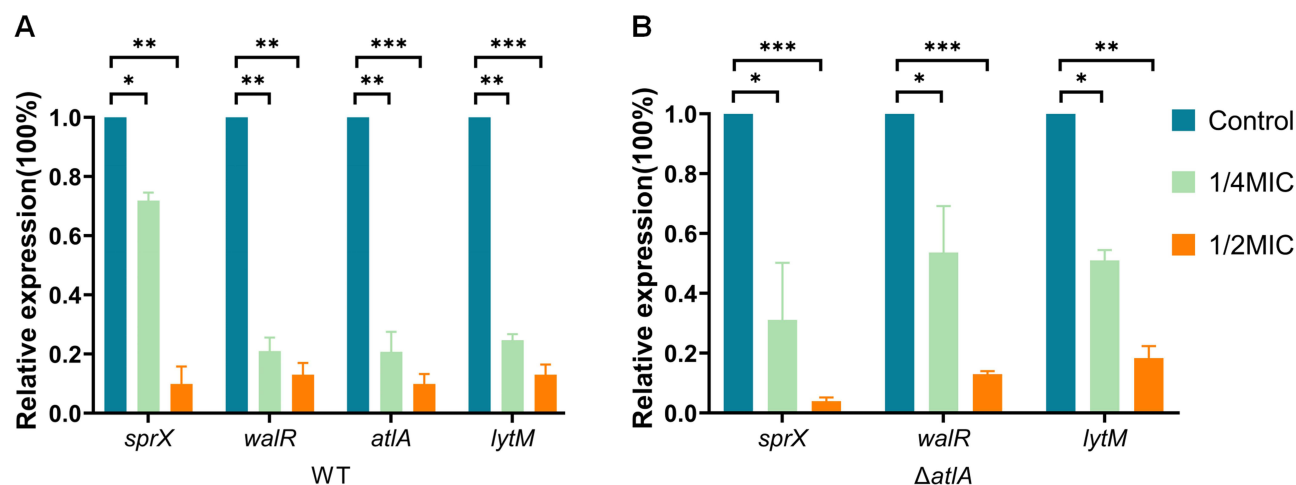 A
** ** *** ***
* ** ** **
Relative expression(100%)
1.0
0.8
0.6
0.4
0.2
0.0
sprX walR atlA lytM
WT
B
*** *** **
* * *
Relative expression(100%)
1.0
0.8
0.6
0.4
0.2
0.0
sprX walR lytM
ΔatlA
Control
1/4MIC
1/2MIC